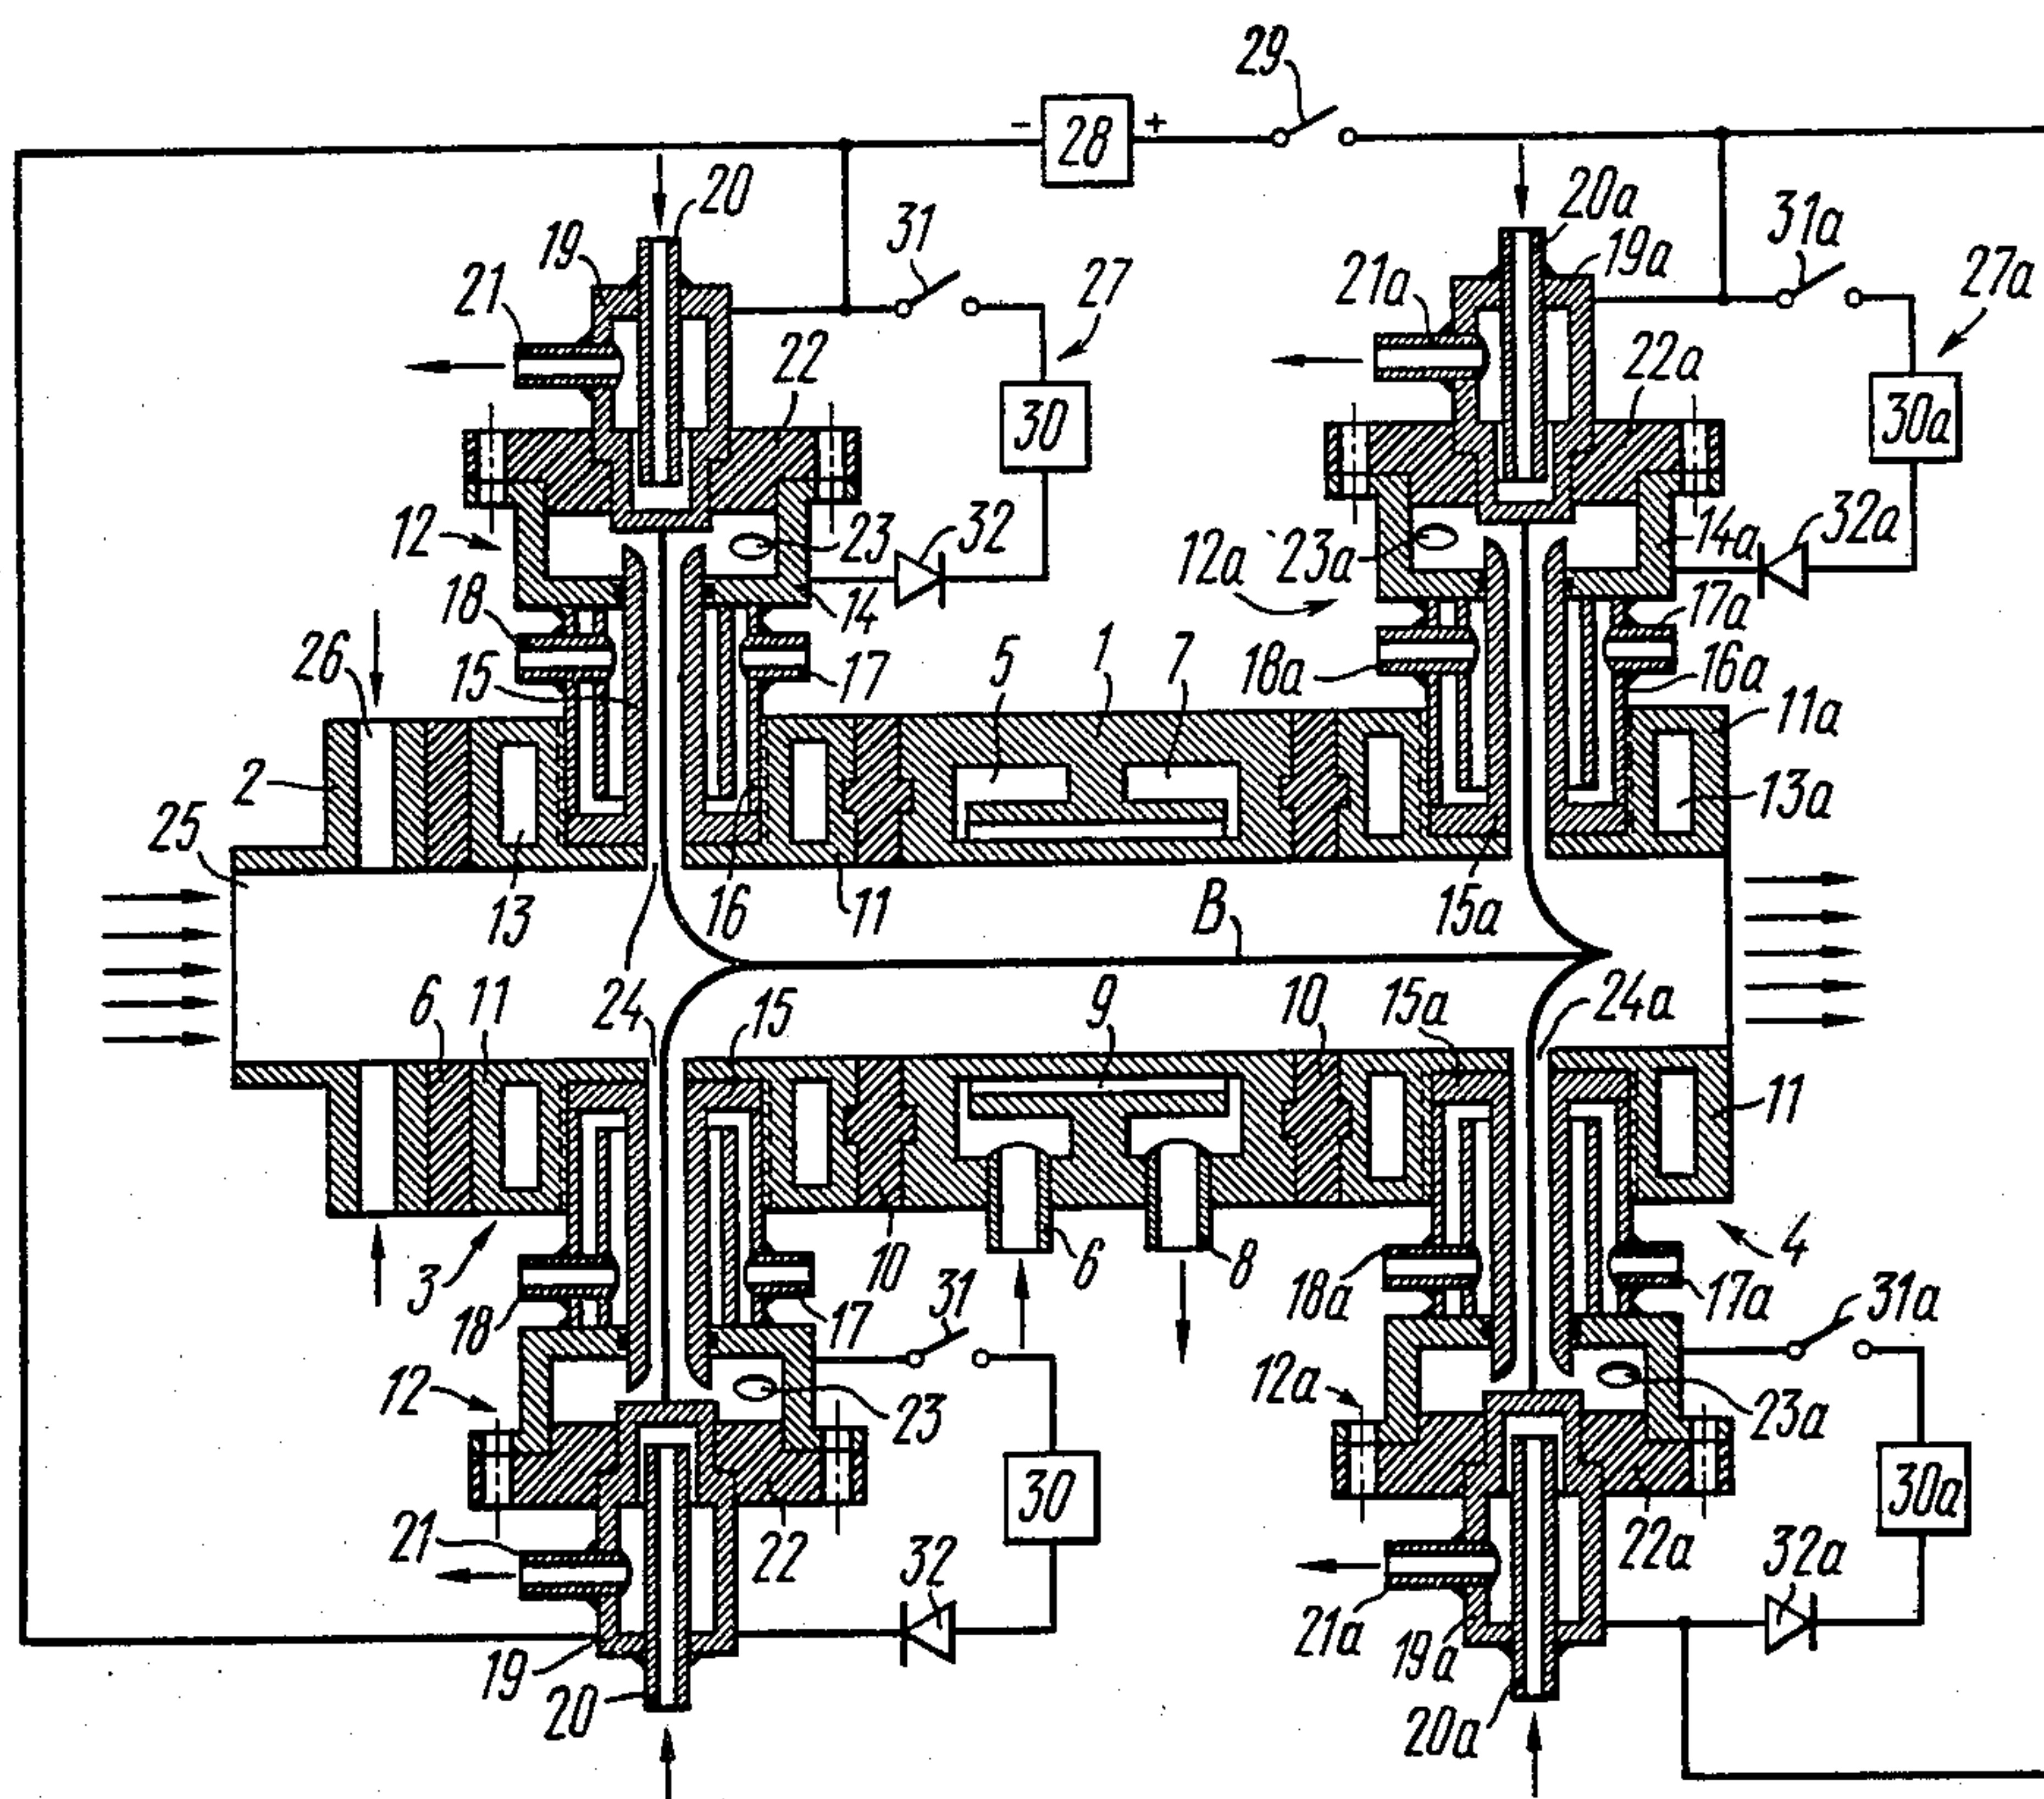 29
- 28 +
20 20a
19 31 31a
21 27 21a 19a 27a
22 22a
30 30a
12 23 32 12a 23a 14a 32a
18 14 17a
26 15 17 5 1 7 18a 16a
11a
2 13a
25
13 24 16 11 B 15a
6 11 24 15 9 10 15a 24a
11
3 18 17 10 6 8 18a 4 17a
31 31a
12 23 12a 23a
30 30a
21 22 22a
32 32a
19 21a 19a
20 20a